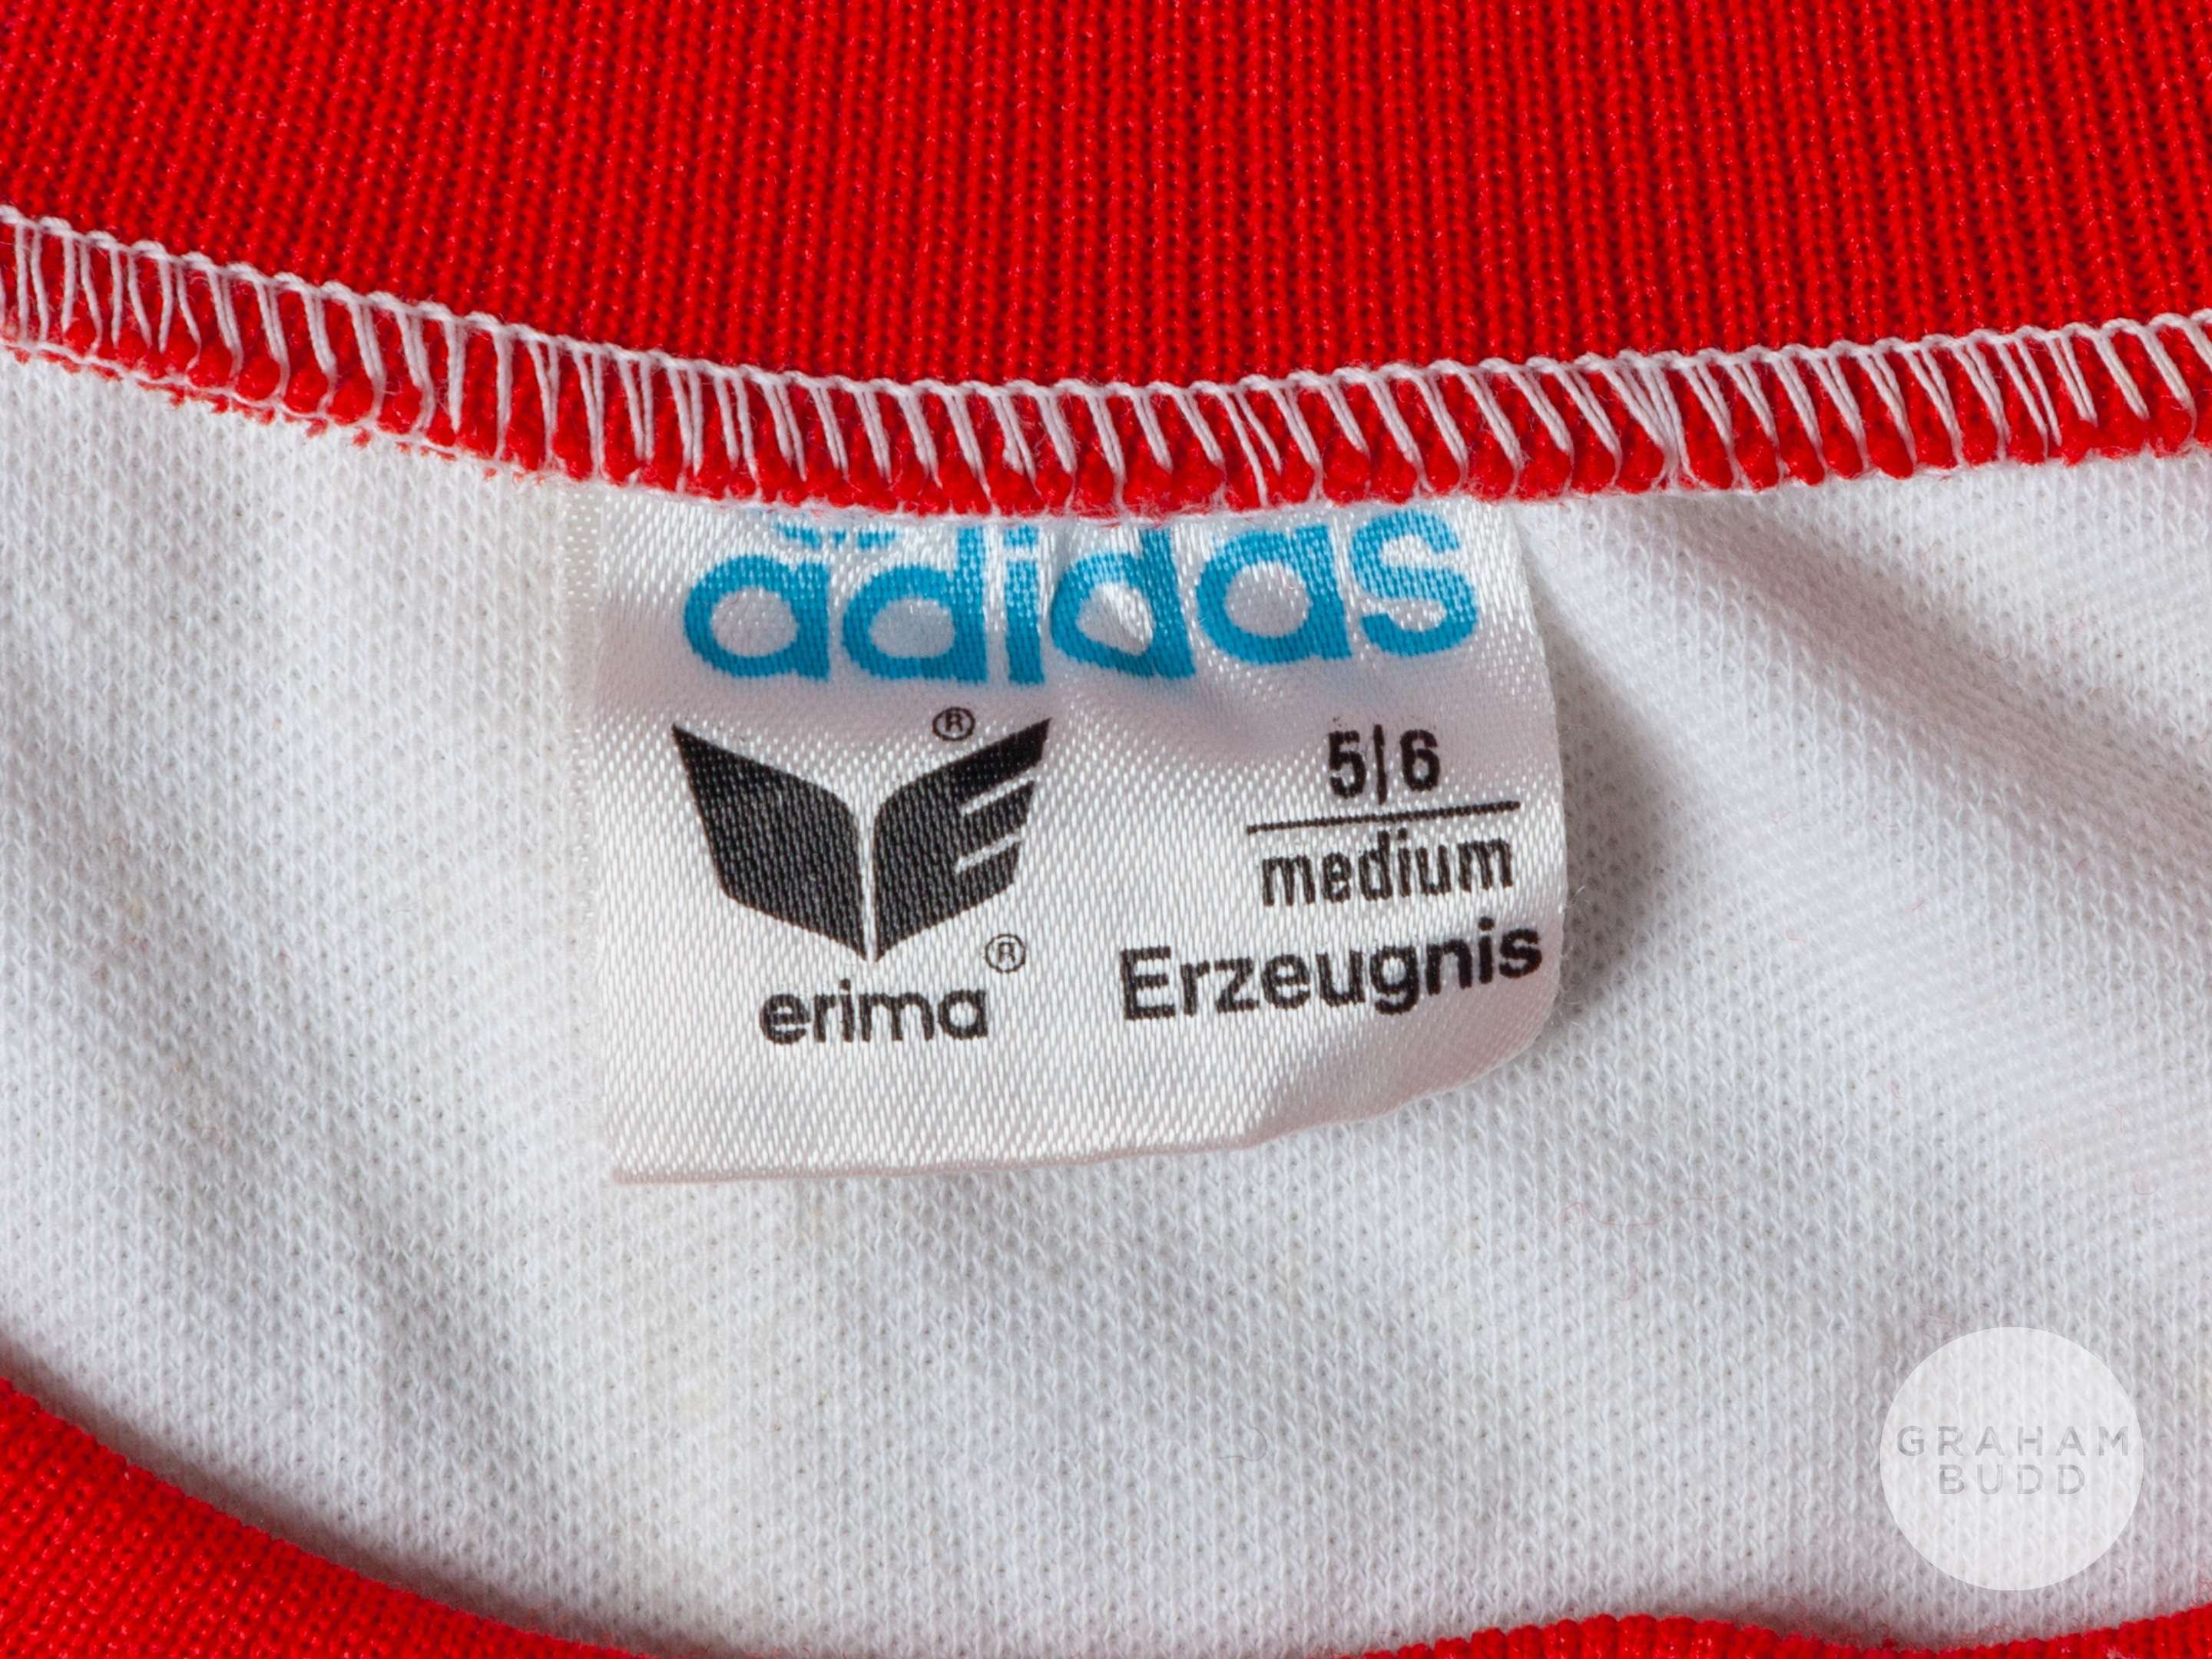 adidas
®
5|6
medium
®
erima
Erzeugnis
GRAHAM
BUDD